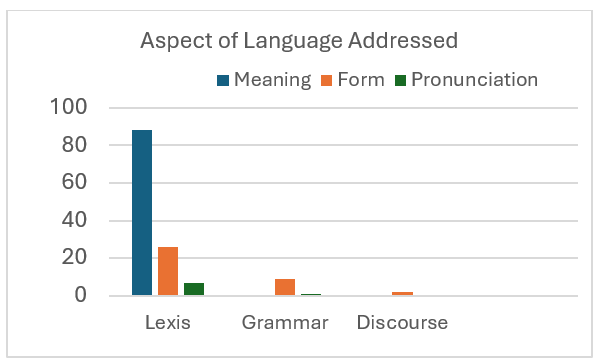 Aspect of Language Addressed
Meaning Form Pronunciation
100
80
60
40
20
0
Lexis Grammar Discourse